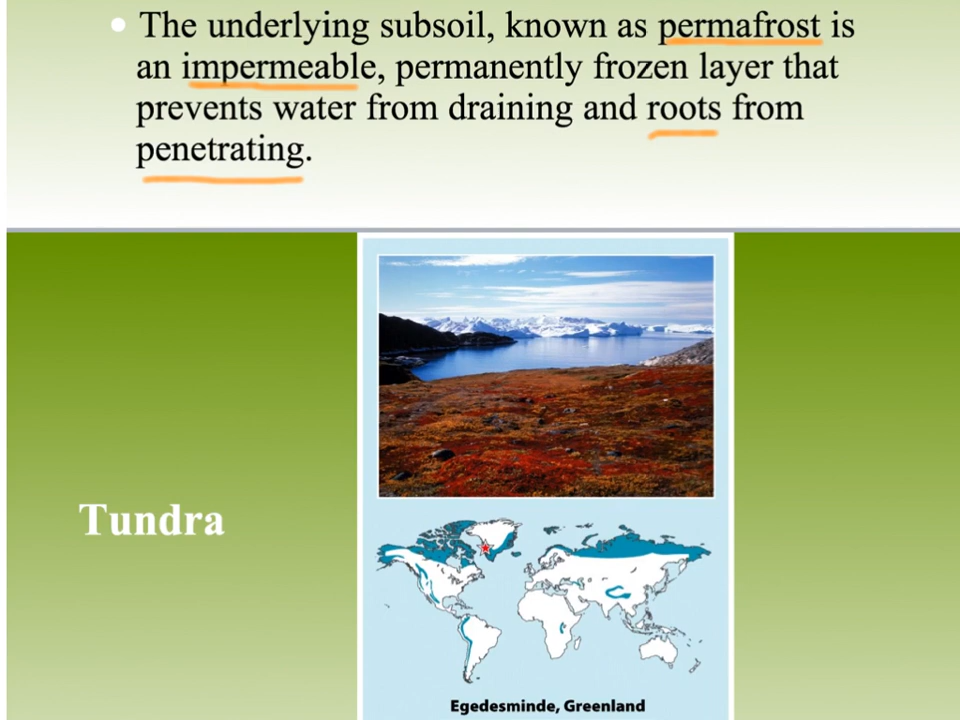 The underlying subsoil, known as permafrost is
an impermeable, permanently frozen layer that
prevents water from draining and roots from
penetrating.
Tundra
Egedesminde, Greenland